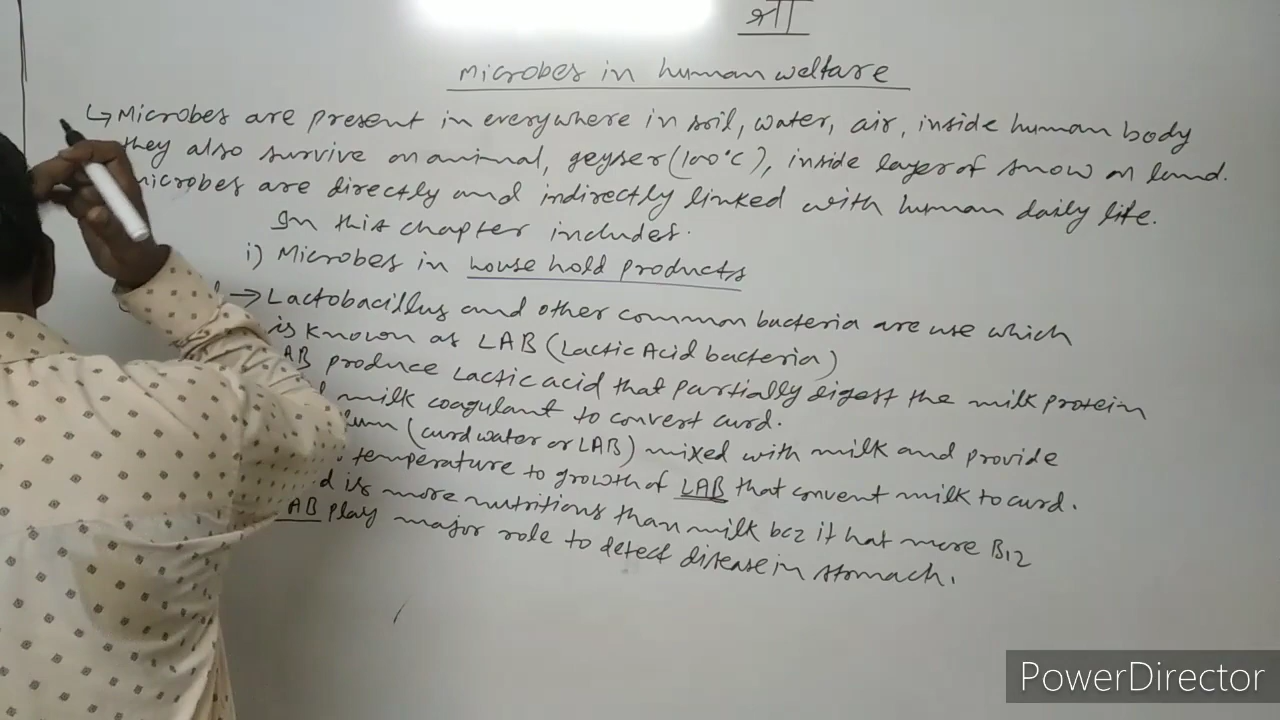 श्री
Microbes in human welfare
↳ Microbes are present in everywhere in soil, water, air, inside human body
they also survive on animal, geyser (100°C), inside layer of snow on land.
microbes are directly and indirectly linked with human daily life.
In this chapter includes.
i) Microbes in house hold products
→ Lactobacillus and other common bacteria are use which
is known as LAB (Lactic Acid bacteria)
AB produce Lactic acid that partially digest the milk protein
milk coagulant to convert curd.
(curd water or LAB) mixed with milk and provide
temperature to growth of LAB that convent milk to curd.
is more nutritions than milk bcz it hat more B12
AB play major role to detect disease in stomach.
PowerDirector